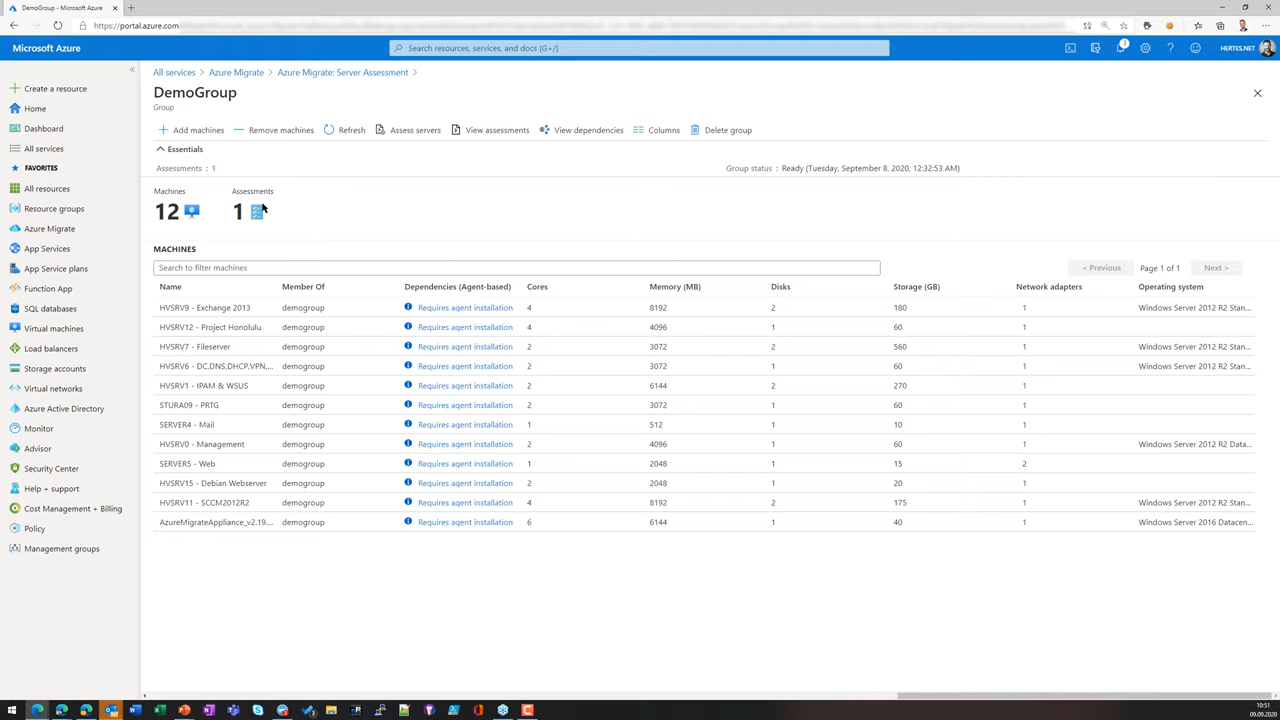 DemoGroup - Microsoft Azure
https://portal.azure.com
Microsoft Azure
Search resources, services, and docs (G+/)
1
HERTES.NET
Create a resource
Home
Dashboard
All services
FAVORITES
All resources
Resource groups
Azure Migrate
App Services
App Service plans
Function App
SQL databases
Virtual machines
Load balancers
Storage accounts
Virtual networks
Azure Active Directory
Monitor
Advisor
Security Center
Help + support
Cost Management + Billing
Policy
Management groups
All services > Azure Migrate > Azure Migrate: Server Assessment >
DemoGroup
Group
Add machines Remove machines Refresh Assess servers View assessments View dependencies Columns Delete group
Essentials
Assessments : 1 Group status : Ready (Tuesday, September 8, 2020, 12:32:53 AM)
Machines Assessments
12 1
MACHINES
Search to filter machines < Previous Page 1 of 1 Next >
Name Member Of Dependencies (Agent-based) Cores Memory (MB) Disks Storage (GB) Network adapters Operating system
HVSRV9 - Exchange 2013 demogroup Requires agent installation 4 8192 2 180 1 Windows Server 2012 R2 Stan...
HVSRV12 - Project Honolulu demogroup Requires agent installation 4 4096 1 60 1
HVSRV7 - Fileserver demogroup Requires agent installation 2 3072 2 560 1 Windows Server 2012 R2 Stan...
HVSRV6 - DC,DNS,DHCP,VPN,... demogroup Requires agent installation 2 3072 1 60 1 Windows Server 2012 R2 Stan...
HVSRV1 - IPAM & WSUS demogroup Requires agent installation 2 6144 2 270 1
STURA09 - PRTG demogroup Requires agent installation 2 3072 1 60 1
SERVER4 - Mail demogroup Requires agent installation 1 512 1 10 1
HVSRV0 - Management demogroup Requires agent installation 2 4096 1 60 1 Windows Server 2012 R2 Data...
SERVER5 - Web demogroup Requires agent installation 1 2048 1 15 2
HVSRV15 - Debian Webserver demogroup Requires agent installation 2 2048 1 20 1
HVSRV11 - SCCM2012R2 demogroup Requires agent installation 4 8192 2 175 1 Windows Server 2012 R2 Stan...
AzureMigrateAppliance_v2.19.... demogroup Requires agent installation 6 6144 1 40 1 Windows Server 2016 Datacen...
10:51
09.09.2020